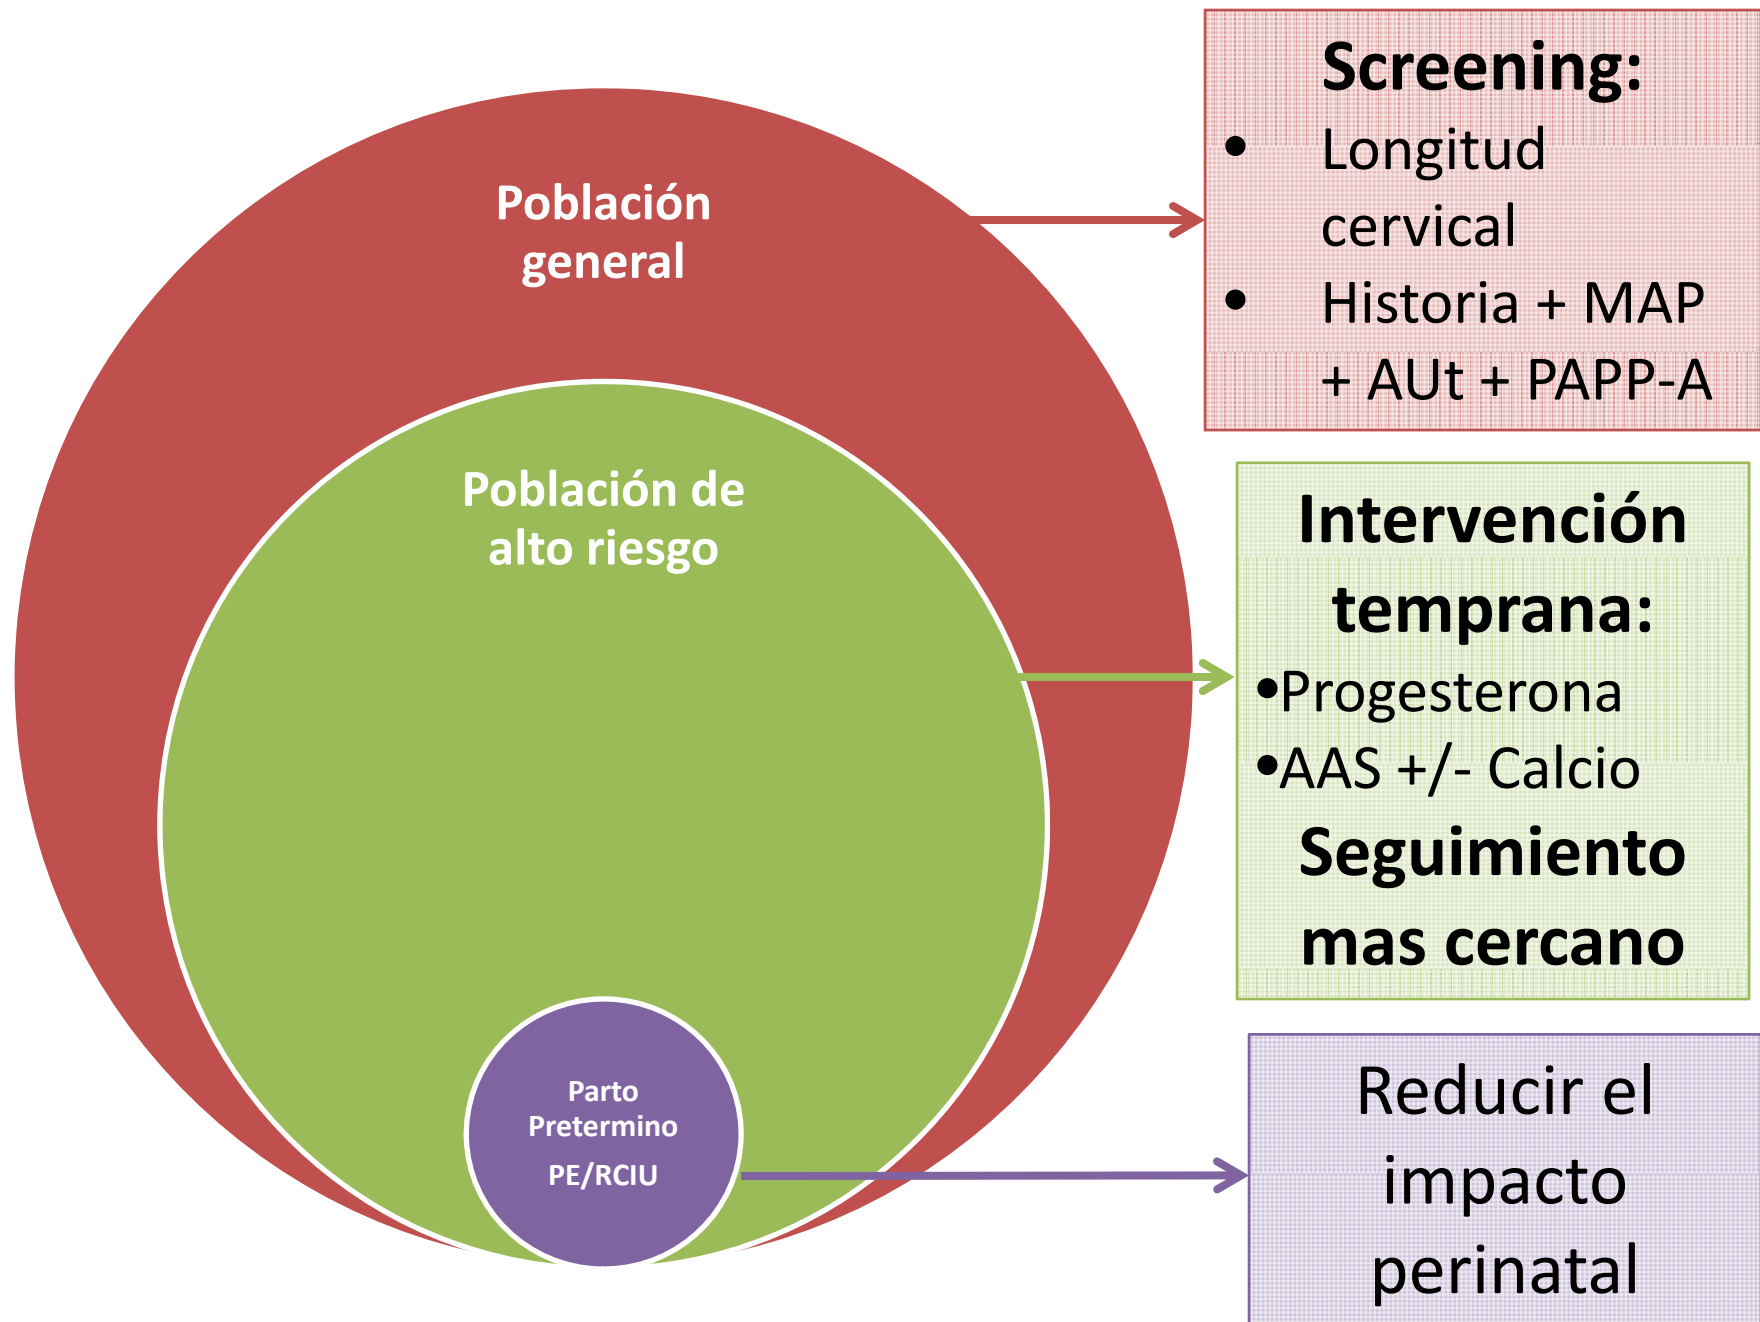 Población
general
Población de
alto riesgo
Parto
Pretermino
PE/RCIU
Screening:
• Longitud
cervical
• Historia + MAP
+ AUt + PAPP-A
Intervención
temprana:
•Progesterona
•AAS +/- Calcio
Seguimiento
mas cercano
Reducir el
impacto
perinatal